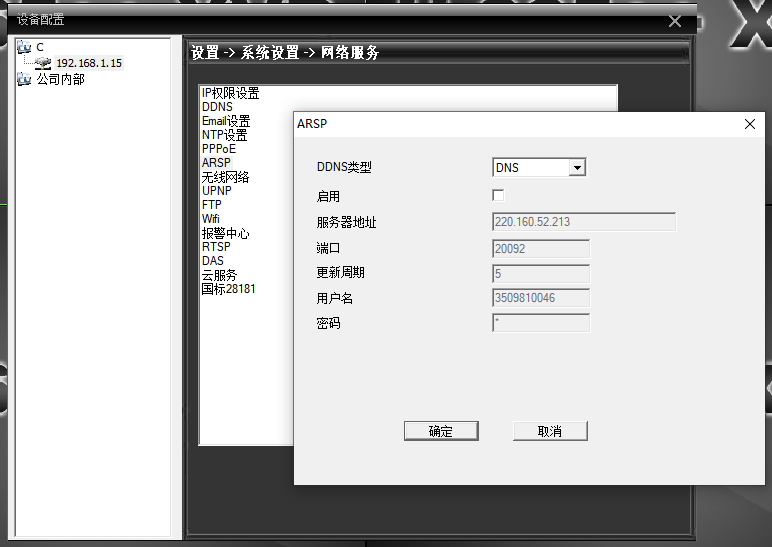 设备配置
C
192.168.1.15
公司内部
设置 -> 系统设置 -> 网络服务
IP权限设置
DDNS
Email设置
NTP设置
PPPoE
ARSP
无线网络
UPNP
FTP
Wifi
报警中心
RTSP
DAS
云服务
国标28181
ARSP
DDNS类型
DNS
启用
服务器地址
220.160.52.213
端口
20092
更新周期
5
用户名
3509810046
密码
*
确定
取消